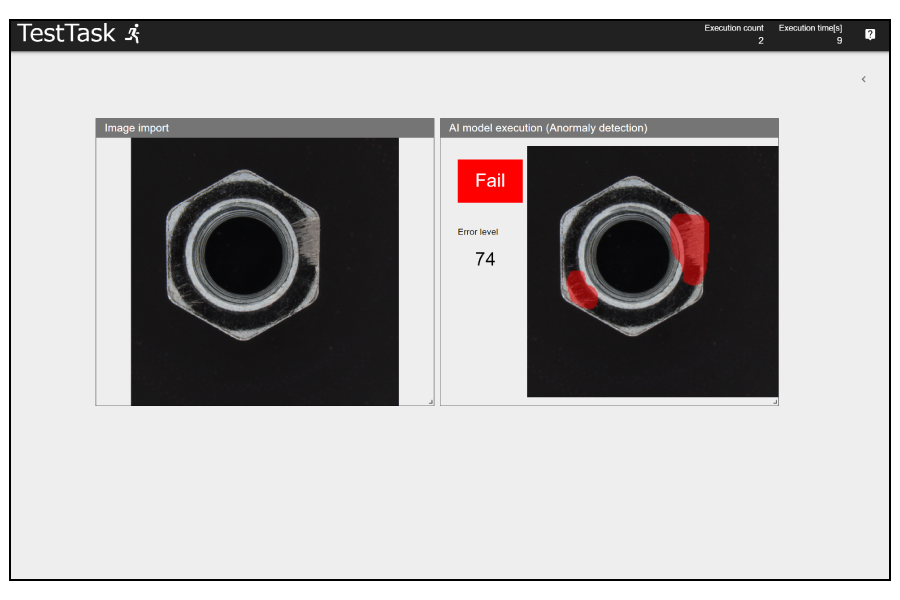 TestTask
Execution count
2
Execution time[s]
9
?
Image import
AI model execution (Anormaly detection)
Fail
Error level
74